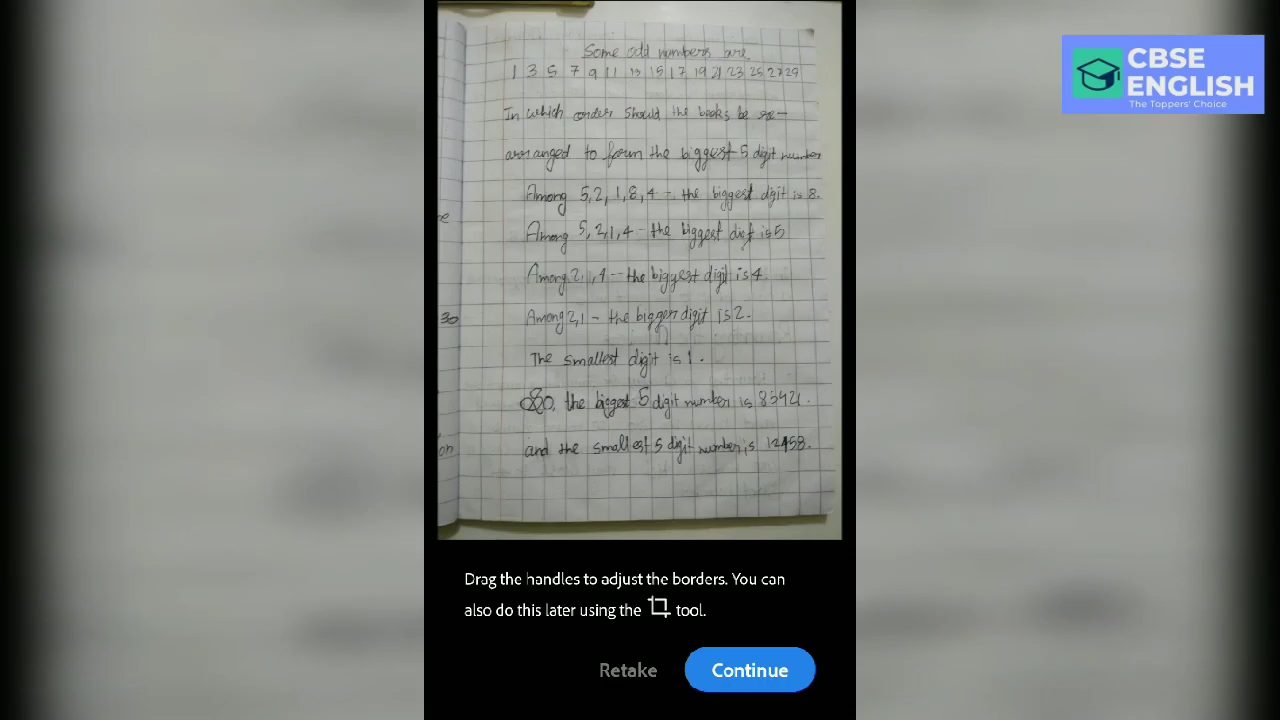 Some odd numbers are
1 3 5 7 9 11 13 15 17 19 21 23 25 27 29
In which order should the books be re-
arranged to form the biggest 5 digit number
Among 5,2, 1,8,4 - the biggest digit is 8.
Among 5,2,1,4 - the biggest digit is 5
Among 2, ,4 - the biggest digit is 4.
Among 2,1 - the bigger digit is 2.
The smallest digit is 1.
So, the biggest 5 digit number is 85421.
and the smallest 5 digit number is 12458.
30
on
Drag the handles to adjust the borders. You can
also do this later using the tool.
Retake
Continue
CBSE
ENGLISH
The Toppers' Choice